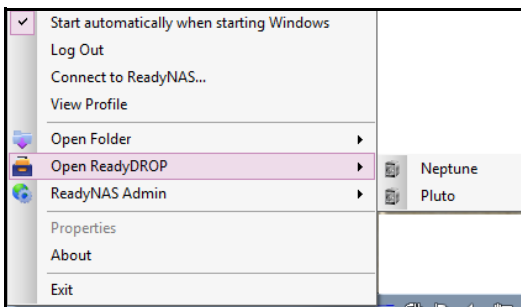 Start automatically when starting Windows
Log Out
Connect to ReadyNAS...
View Profile
Open Folder
Open ReadyDROP
Neptune
ReadyNAS Admin
Pluto
Properties
About
Exit